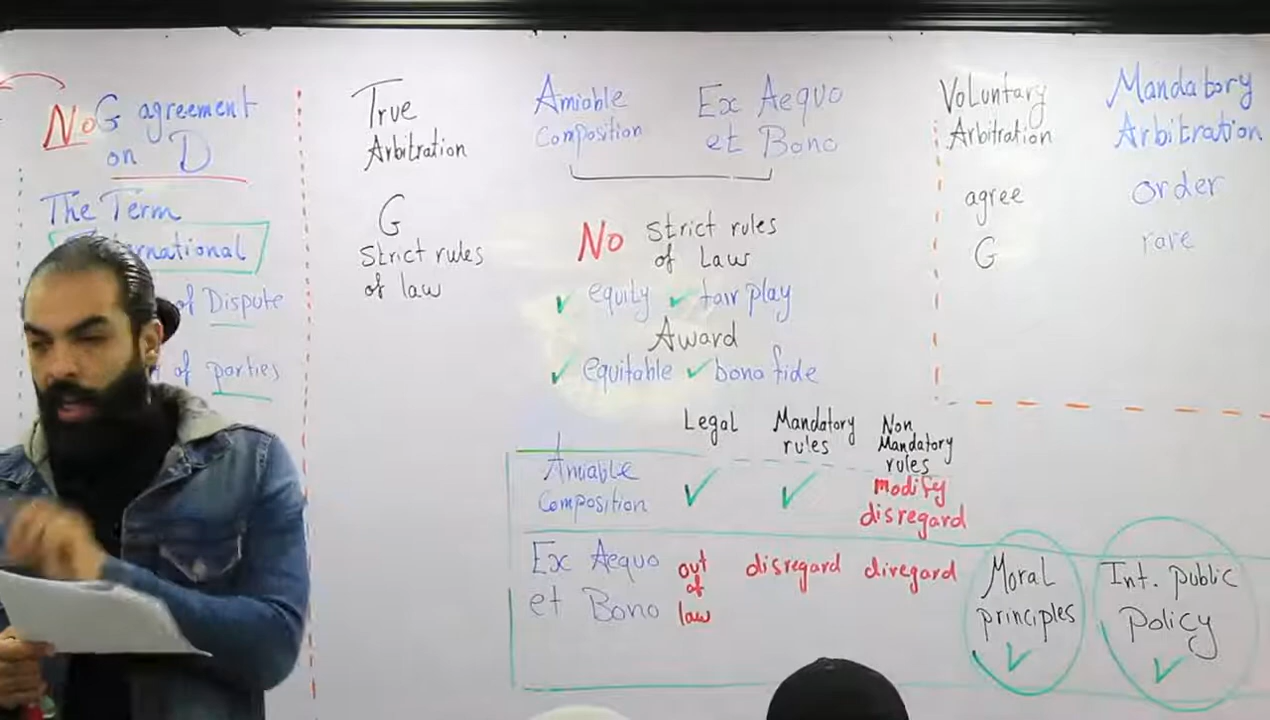 NoG agreement
on D
The Term
of Dispute
of parties
True
Arbitration
G
Strict rules
of law
Amiable
Composition
Ex Aequo
et Bono
No Strict rules
of Law
✓ equity ✓ fair play
Award
✓ equitable ✓ bona fide
Voluntary
Arbitration
agree
G
Mandatory
Arbitration
order
rare
Legal
Mandatory
rules
Non
Mandatory
rules
Amiable
Composition
✓
✓
modify
disregard
Ex Aequo
et Bono
out
of
law
disregard
diregard
Moral
principles
✓
Int. public
Policy
✓